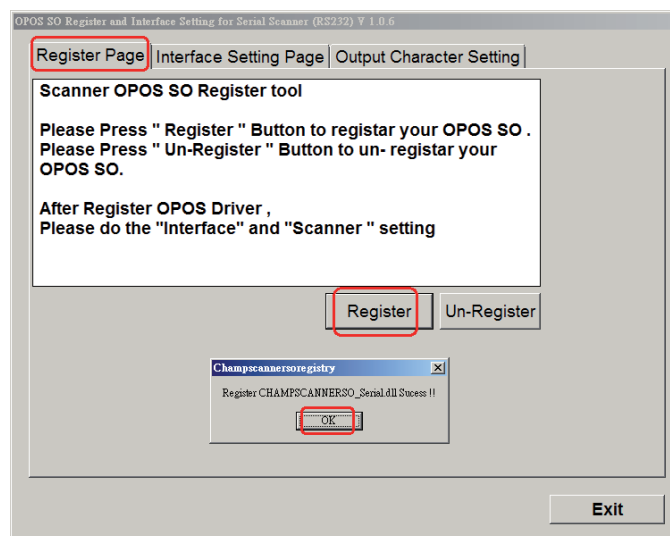 OPOS SO Register and Interface Setting for Serial Scanner (RS232) V 1.0.6
Register Page Interface Setting Page Output Character Setting
Scanner OPOS SO Register tool
Please Press " Register " Button to registar your OPOS SO .
Please Press " Un-Register " Button to un- registar your
OPOS SO.
After Register OPOS Driver ,
Please do the "Interface" and "Scanner " setting
Register Un-Register
Champscannersoregistry
Register CHAMPSCANNERSO_Serial.dll Sucess !!
OK
Exit